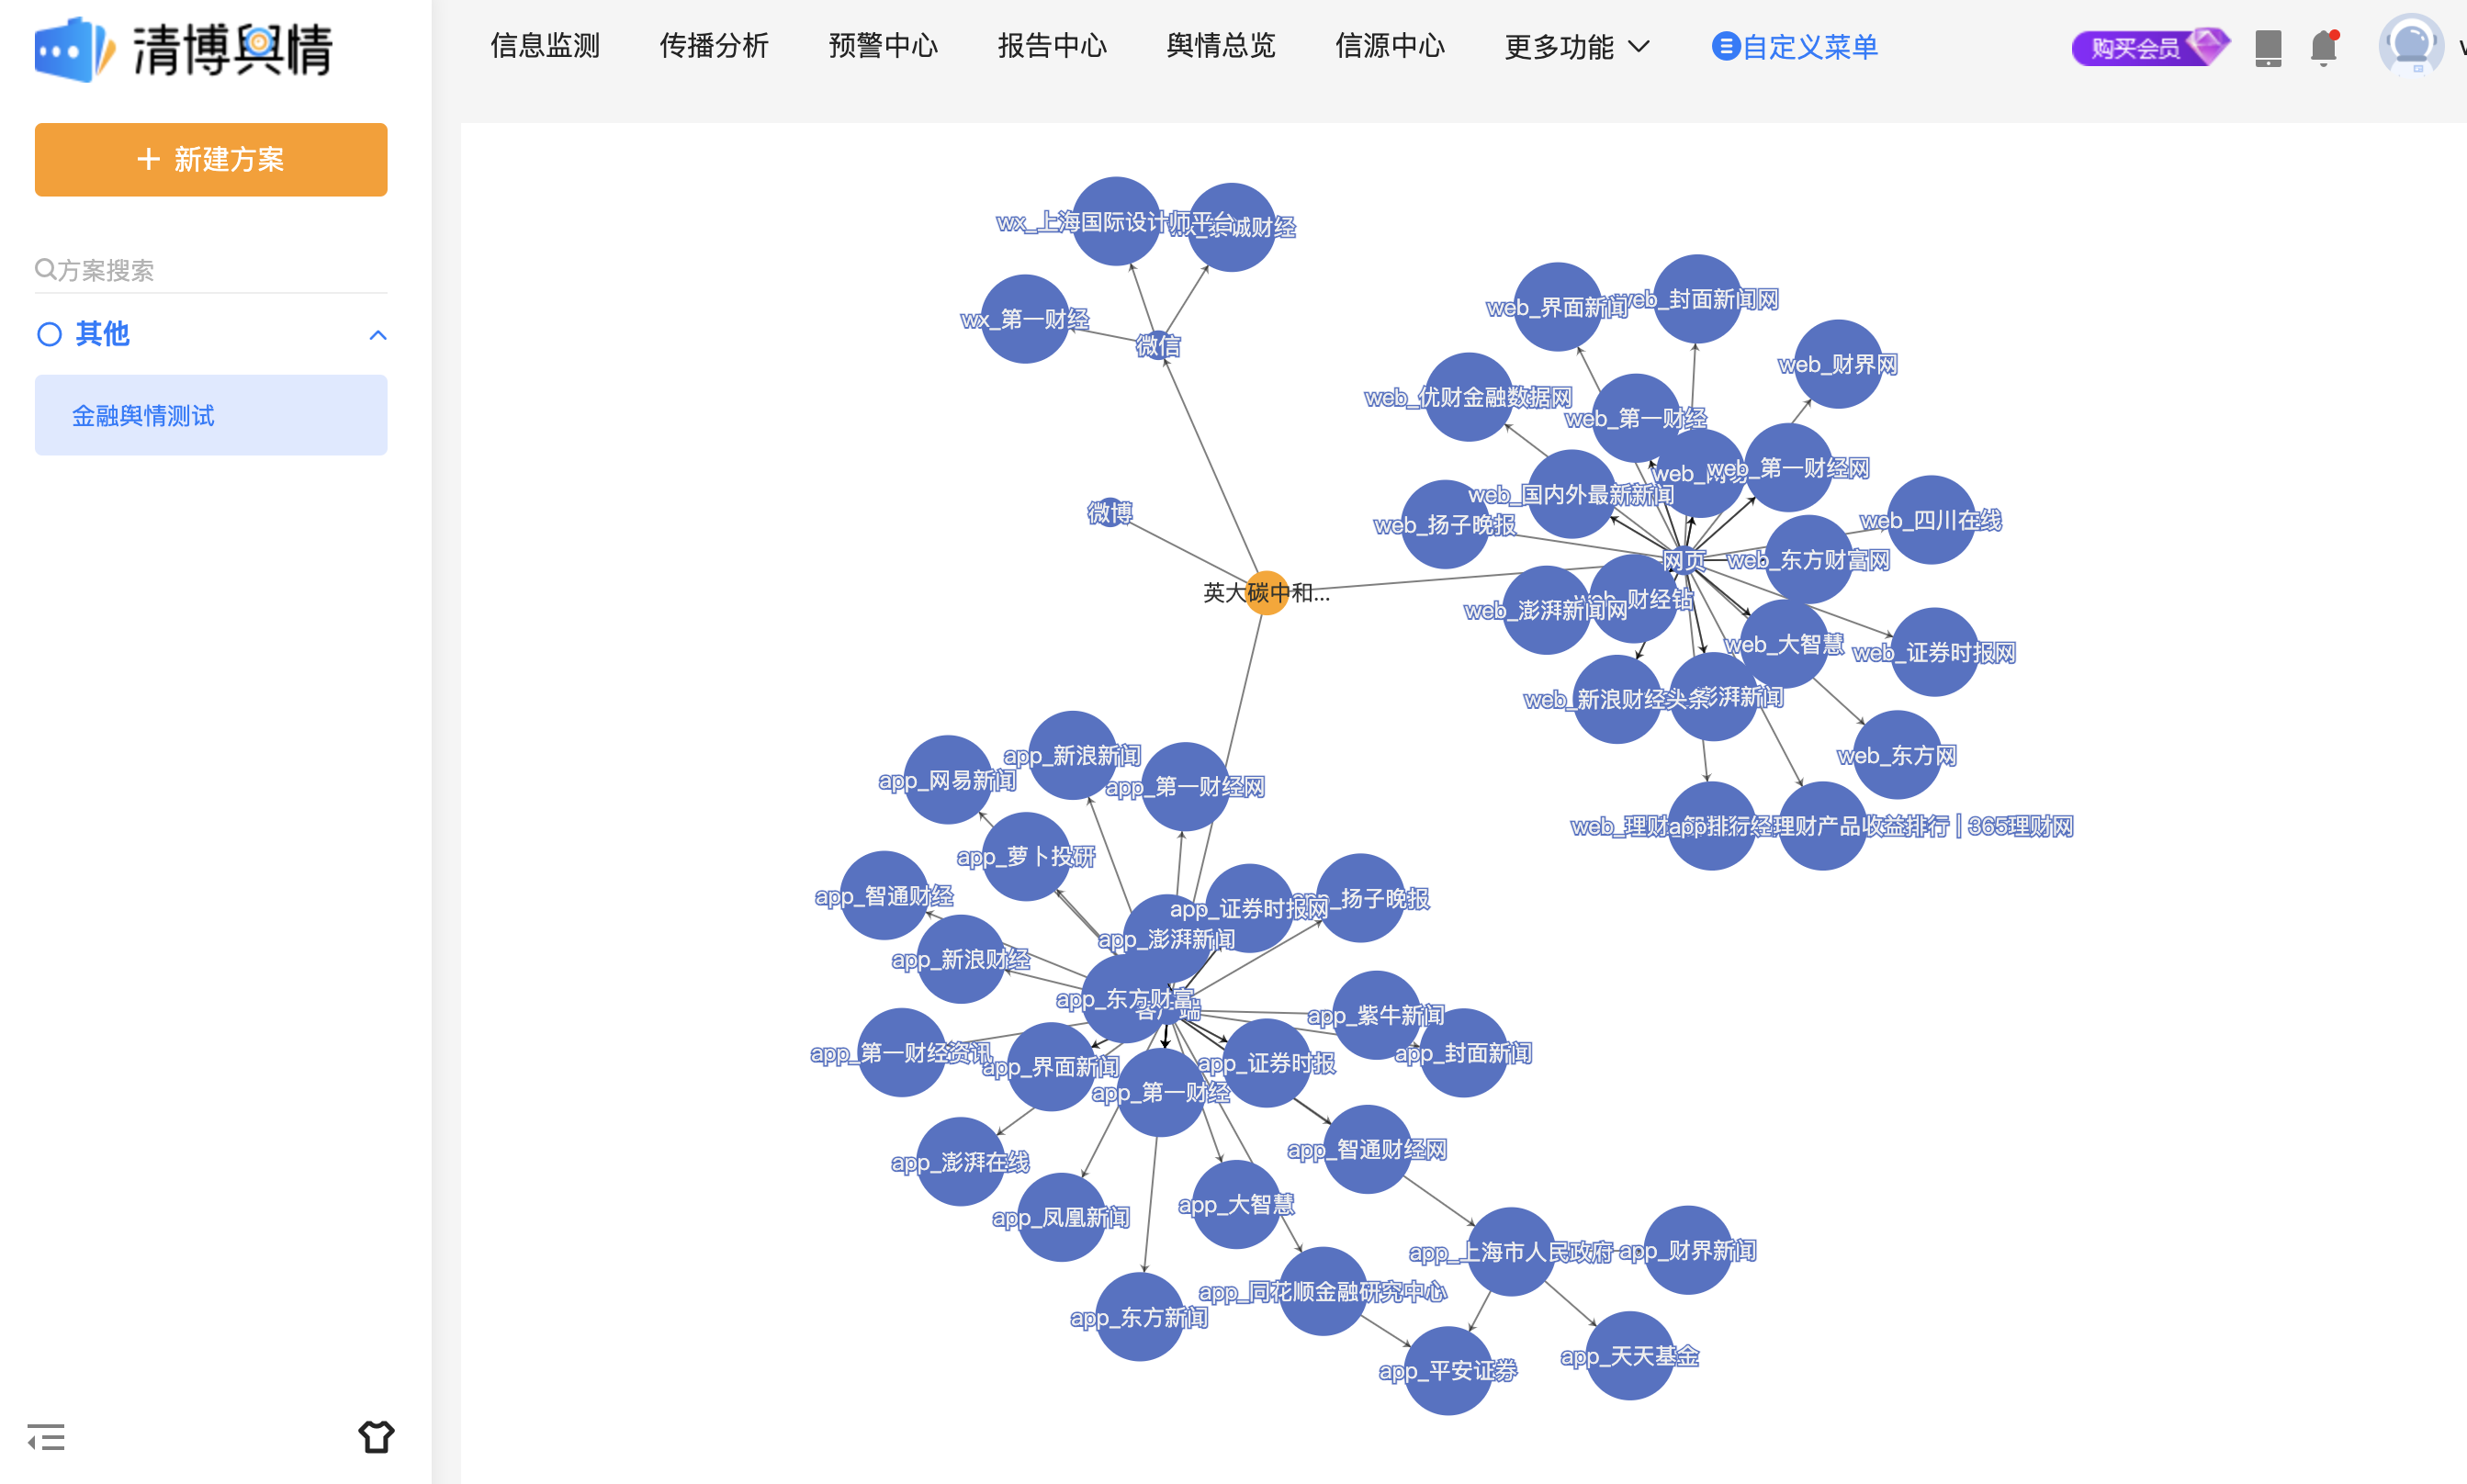 清博舆情
信息监测
传播分析
预警中心
报告中心
舆情总览
信源中心
更多功能
自定义菜单
购买会员
新建方案
方案搜索
其他
金融舆情测试
wx_上海国际设计师平台
诚财经
wx_第一财经
微信
微博
英大碳中和...
web_界面新闻
web_封面新闻网
web_财界网
web_优财金融数据网
web_第一财经
web_
web_第一财经网
web_国内外最新新闻
web_扬子晚报
web_四川在线
网页
web_东方财富网
web_财经钻
web_澎湃新闻网
web_大智慧
web_证券时报网
web_新浪财经头条
澎湃新闻
web_东方网
web_理财
理财产品收益排行 | 365理财网
app_新浪新闻
app_网易新闻
app_第一财经网
app_萝卜投研
app_智通财经
app_证券时报网
app_扬子晚报
app_澎湃新闻
app_新浪财经
app_东方财富
客户端
app_紫牛新闻
app_第一财经资讯
app_界面新闻
app_证券时报
app_封面新闻
app_第一财经
app_智通财经网
app_澎湃在线
app_大智慧
app_凤凰新闻
app_上海市人民政府
app_财界新闻
app_同花顺金融研究中心
app_东方新闻
app_天天基金
app_平安证券